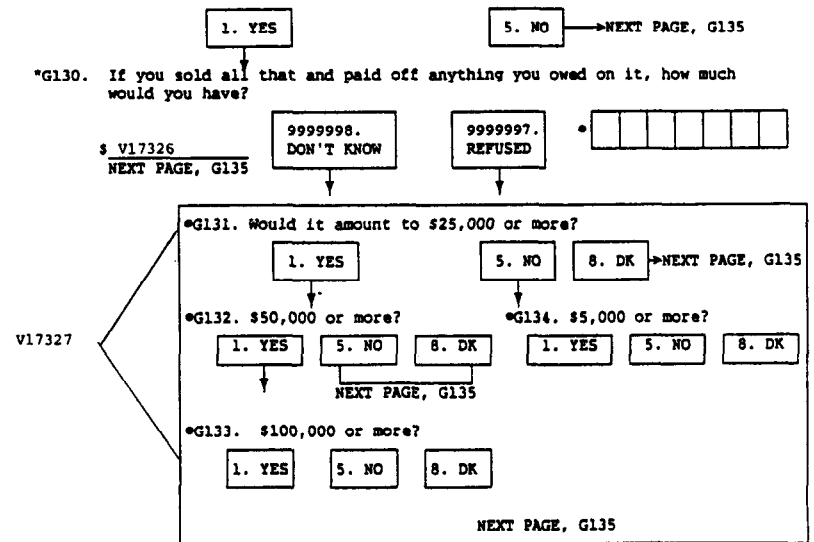 1. YES 5. NO NEXT PAGE, G135
*G130. If you sold all that and paid off anything you owed on it, how much
would you have?
9999998. 9999997.
$ V17326 DON'T KNOW REFUSED
NEXT PAGE, G135
G131. Would it amount to $25,000 or more?
1. YES 5. NO 8. DK NEXT PAGE, G135
G132. $50,000 or more? G134. $5,000 or more?
V17327 1. YES 5. NO 8. DK 1. YES 5. NO 8. DK
NEXT PAGE, G135
G133. $100,000 or more?
1. YES 5. NO 8. DK
NEXT PAGE, G135